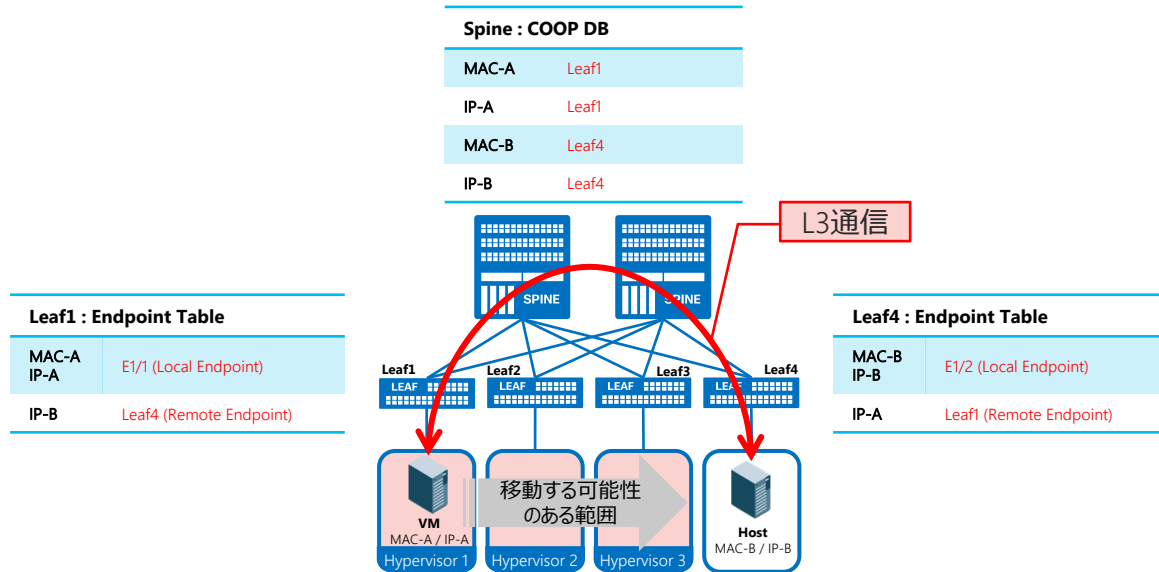 Spine : COOP DB
MAC-A Leaf1
IP-A Leaf1
MAC-B Leaf4
IP-B Leaf4
L3通信
SPINE
SPINE
Leaf1 : Endpoint Table
MAC-A
IP-A
E1/1 (Local Endpoint)
IP-B Leaf4 (Remote Endpoint)
Leaf4 : Endpoint Table
MAC-B
IP-B
E1/2 (Local Endpoint)
IP-A Leaf1 (Remote Endpoint)
Leaf1
Leaf2
Leaf3
Leaf4
LEAF
LEAF
LEAF
LEAF
移動する可能性
のある範囲
VM
MAC-A / IP-A
Hypervisor 1
Hypervisor 2
Hypervisor 3
Host
MAC-B / IP-B